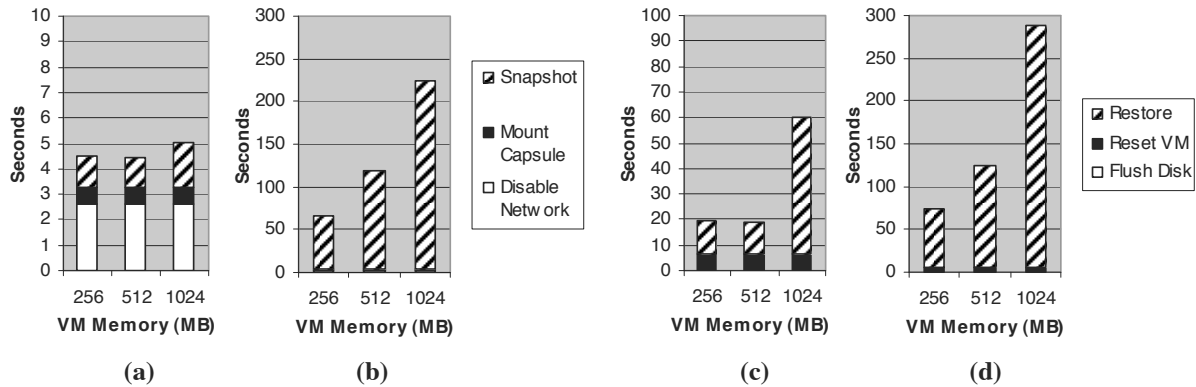 10
9
8
7
6
5
4
3
2
1
0
Seconds
256 512 1024
VM Memory (MB)
(a)
300
250
200
150
100
50
0
Seconds
256 512 1024
VM Memory (MB)
(b)
Snapshot
Mount
Capsule
Disable
Network
100
90
80
70
60
50
40
30
20
10
0
Seconds
256 512 1024
VM Memory (MB)
(c)
300
250
200
150
100
50
0
Seconds
256 512 1024
VM Memory (MB)
(d)
Restore
Reset VM
Flush Disk